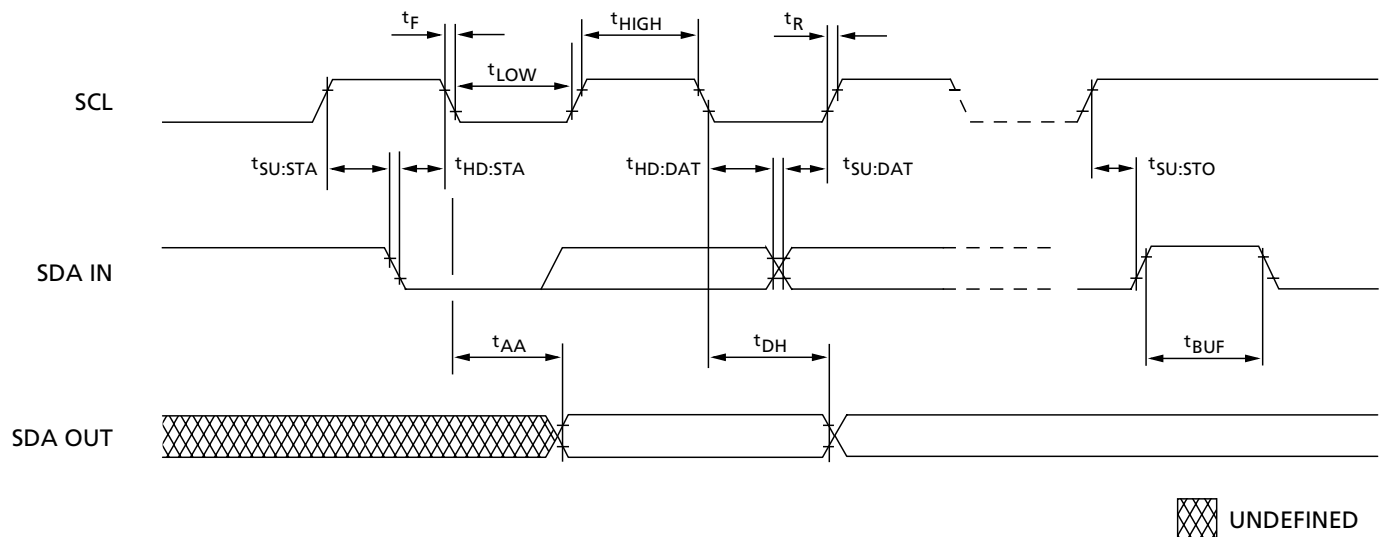 tF
tHIGH
tR
tLOW
SCL
tSU:STA
tHD:STA
tHD:DAT
tSU:DAT
tSU:STO
SDA IN
tAA
tDH
tBUF
SDA OUT
UNDEFINED